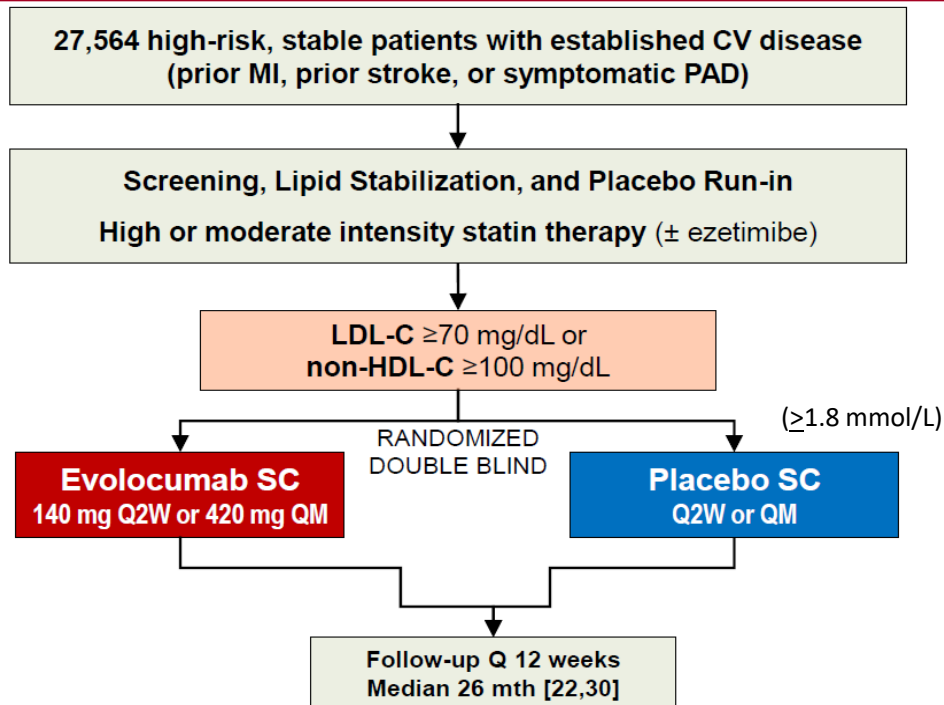 27,564 high-risk, stable patients with established CV disease
(prior MI, prior stroke, or symptomatic PAD)
Screening, Lipid Stabilization, and Placebo Run-in
High or moderate intensity statin therapy (± ezetimibe)
LDL-C ≥70 mg/dL or
non-HDL-C ≥100 mg/dL
(≥1.8 mmol/L)
RANDOMIZED
DOUBLE BLIND
Evolocumab SC
140 mg Q2W or 420 mg QM
Placebo SC
Q2W or QM
Follow-up Q 12 weeks
Median 26 mth [22,30]